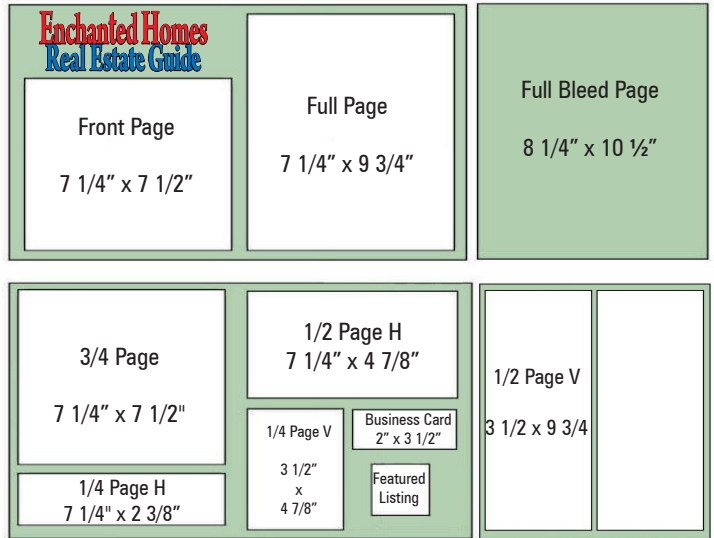 Enchanted Homes
Real Estate Guide
Front Page
7 1/4” x 7 1/2”
Full Page
7 1/4” x 9 3/4”
Full Bleed Page
8 1/4” x 10 ½”
3/4 Page
7 1/4” x 7 1/2"
1/4 Page H
7 1/4" x 2 3/8”
1/2 Page H
7 1/4” x 4 7/8”
1/4 Page V
3 1/2”
x
4 7/8”
Business Card
2” x 3 1/2”
Featured
Listing
1/2 Page V
3 1/2 x 9 3/4